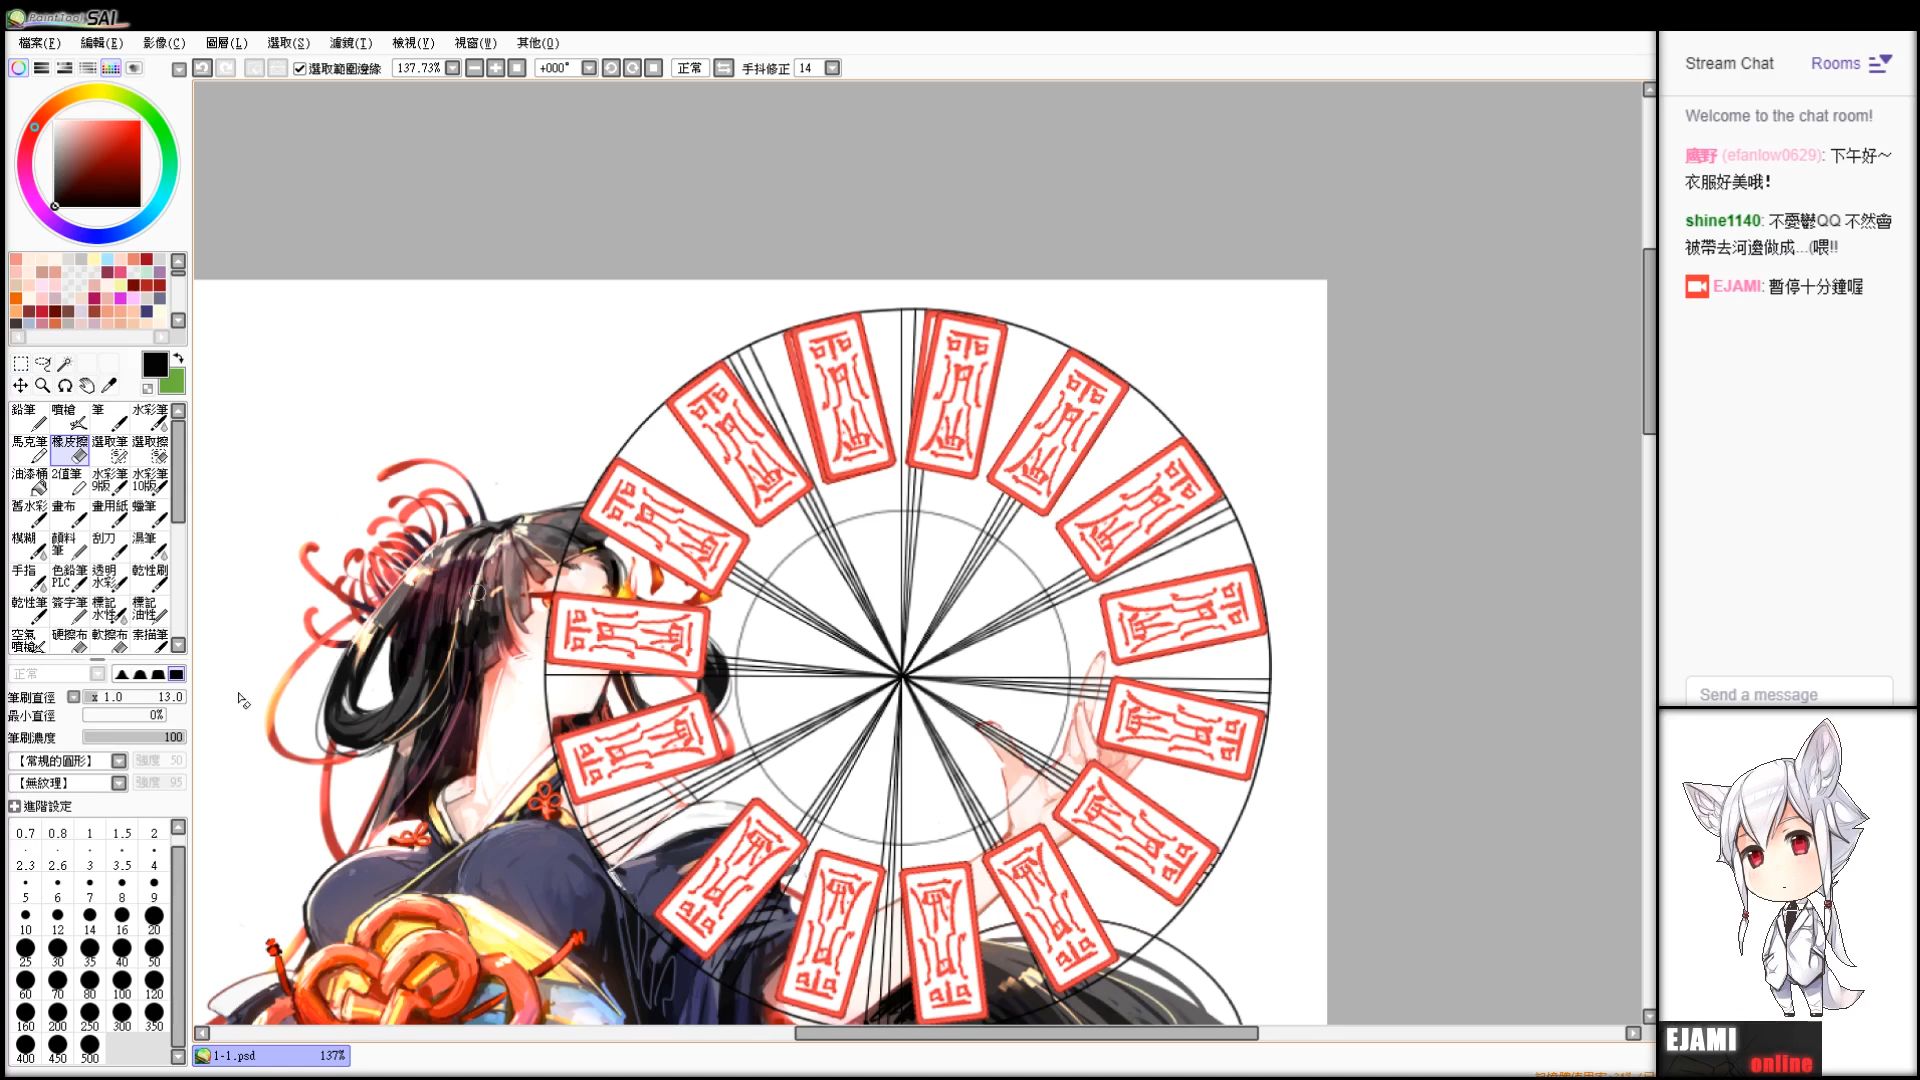 PaintTool SAI
檔案(F) 編輯(E) 影像(C) 圖層(L) 選取(S) 濾鏡(T) 檢視(V) 視窗(W) 其他(O)
選取範圍邊緣 137.73% +000° 正常 手抖修正 14
鉛筆 噴槍 筆 水彩筆
馬克筆 橡皮擦 選取筆 選取擦
油漆桶 2值筆 水彩筆9版 水彩筆10版
舊水彩 畫布 畫用紙 蠟筆
模糊 顏料筆 刮刀 濕筆
手指 色鉛筆PLC 透明水彩 乾性刷
乾性筆 簽字筆 標記水性 標記油性
空氣噴槍 硬擦布 軟擦布 素描筆
正常
筆刷直徑 x 1.0 13.0
最小直徑 0%
筆刷濃度 100
【常規的圓形】 強度 50
【無紋理】 強度 95
進階設定
0.7 0.8 1 1.5 2
2.3 2.6 3 3.5 4
5 6 7 8 9
10 12 14 16 20
25 30 35 40 50
60 70 80 100 120
160 200 250 300 350
400 450 500
1-1.psd 137%
Stream Chat Rooms
Welcome to the chat room!
鷹野 (efanlow0629): 下午好～
衣服好美哦!
shine1140: 不憂鬱QQ 不然會
被帶去河邊做成...(喂!!
EJAMI: 暫停十分鐘喔
Send a message
EJAMI
online